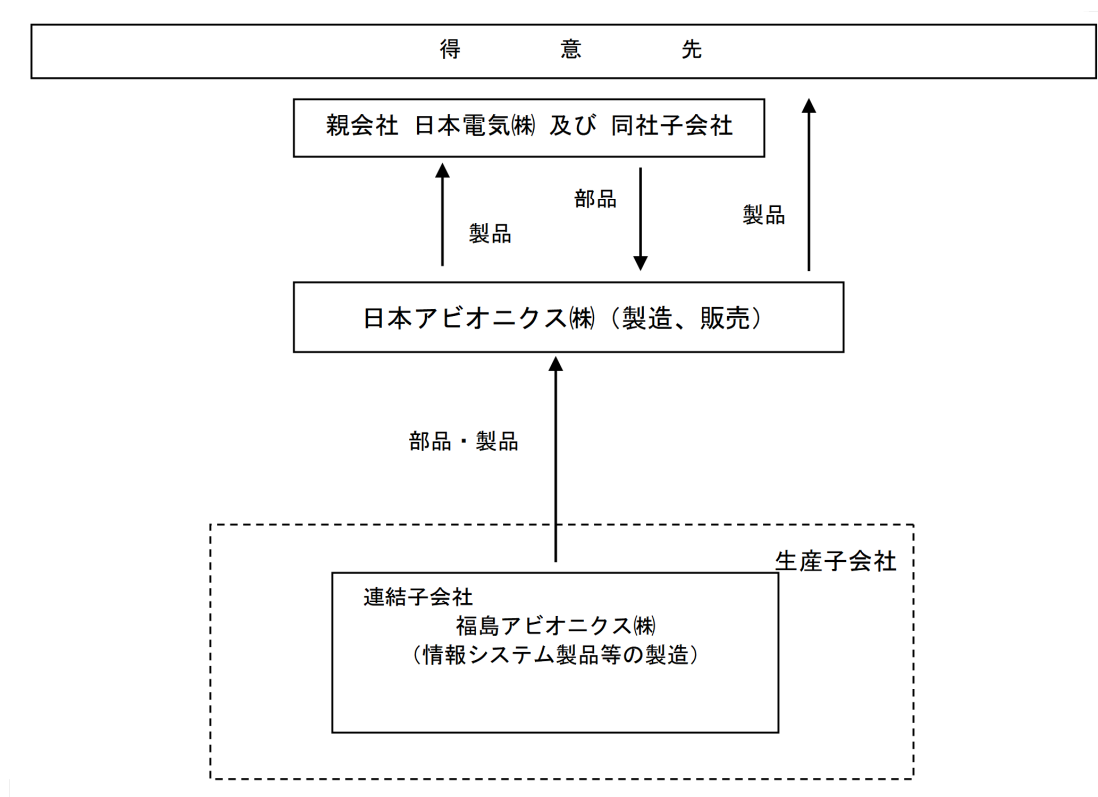 得 意 先
親会社 日本電気㈱ 及び 同社子会社
部品
製品
製品
日本アビオニクス㈱（製造、販売）
部品・製品
生産子会社
連結子会社
福島アビオニクス㈱
（情報システム製品等の製造）